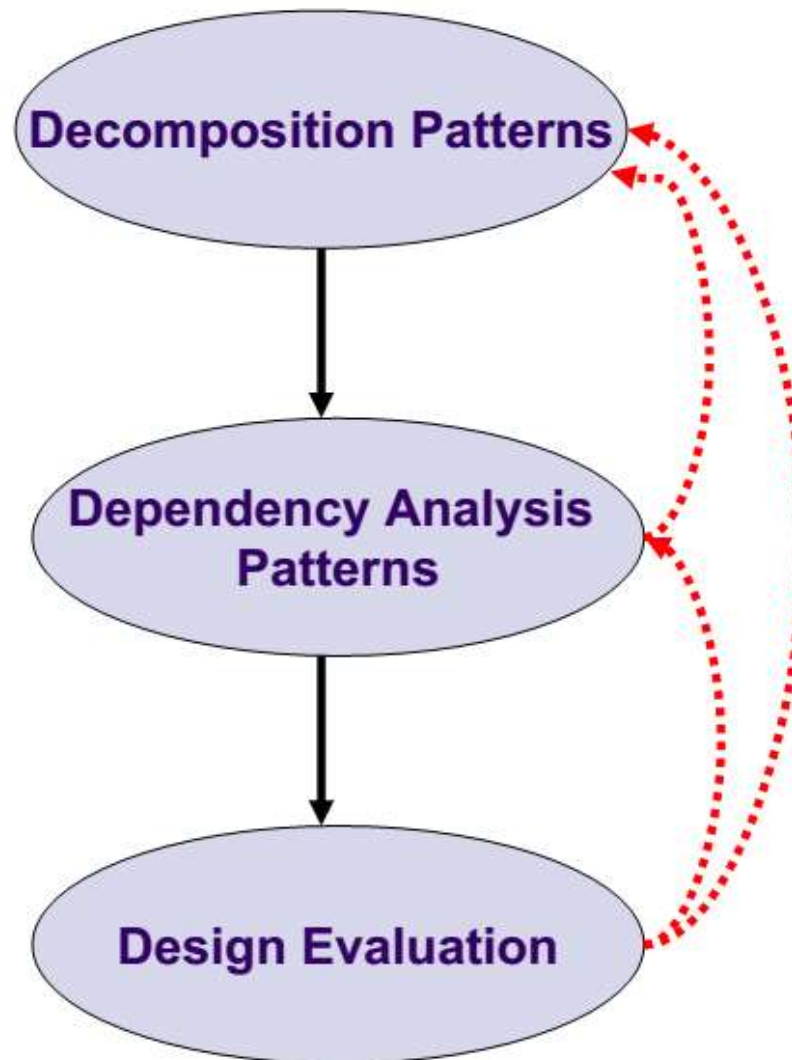 Decomposition Patterns
Dependency Analysis
Patterns
Design Evaluation